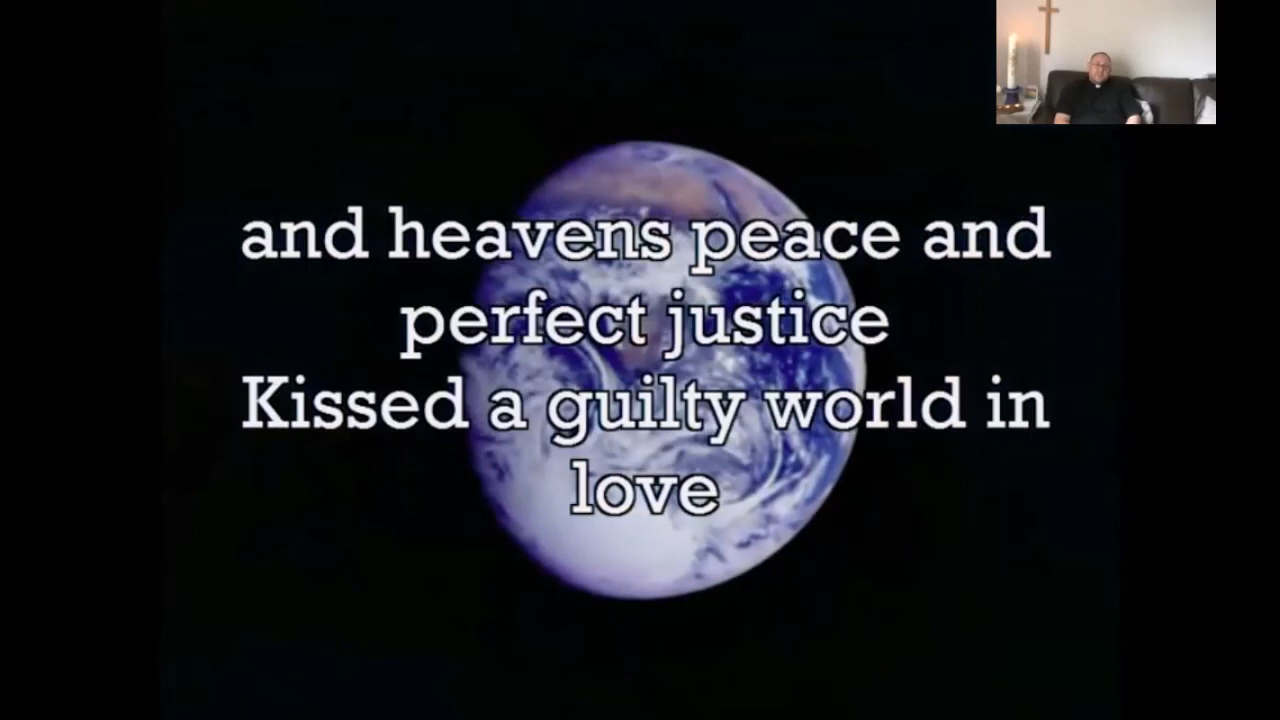 and heavens peace and
perfect justice
Kissed a guilty world in
love